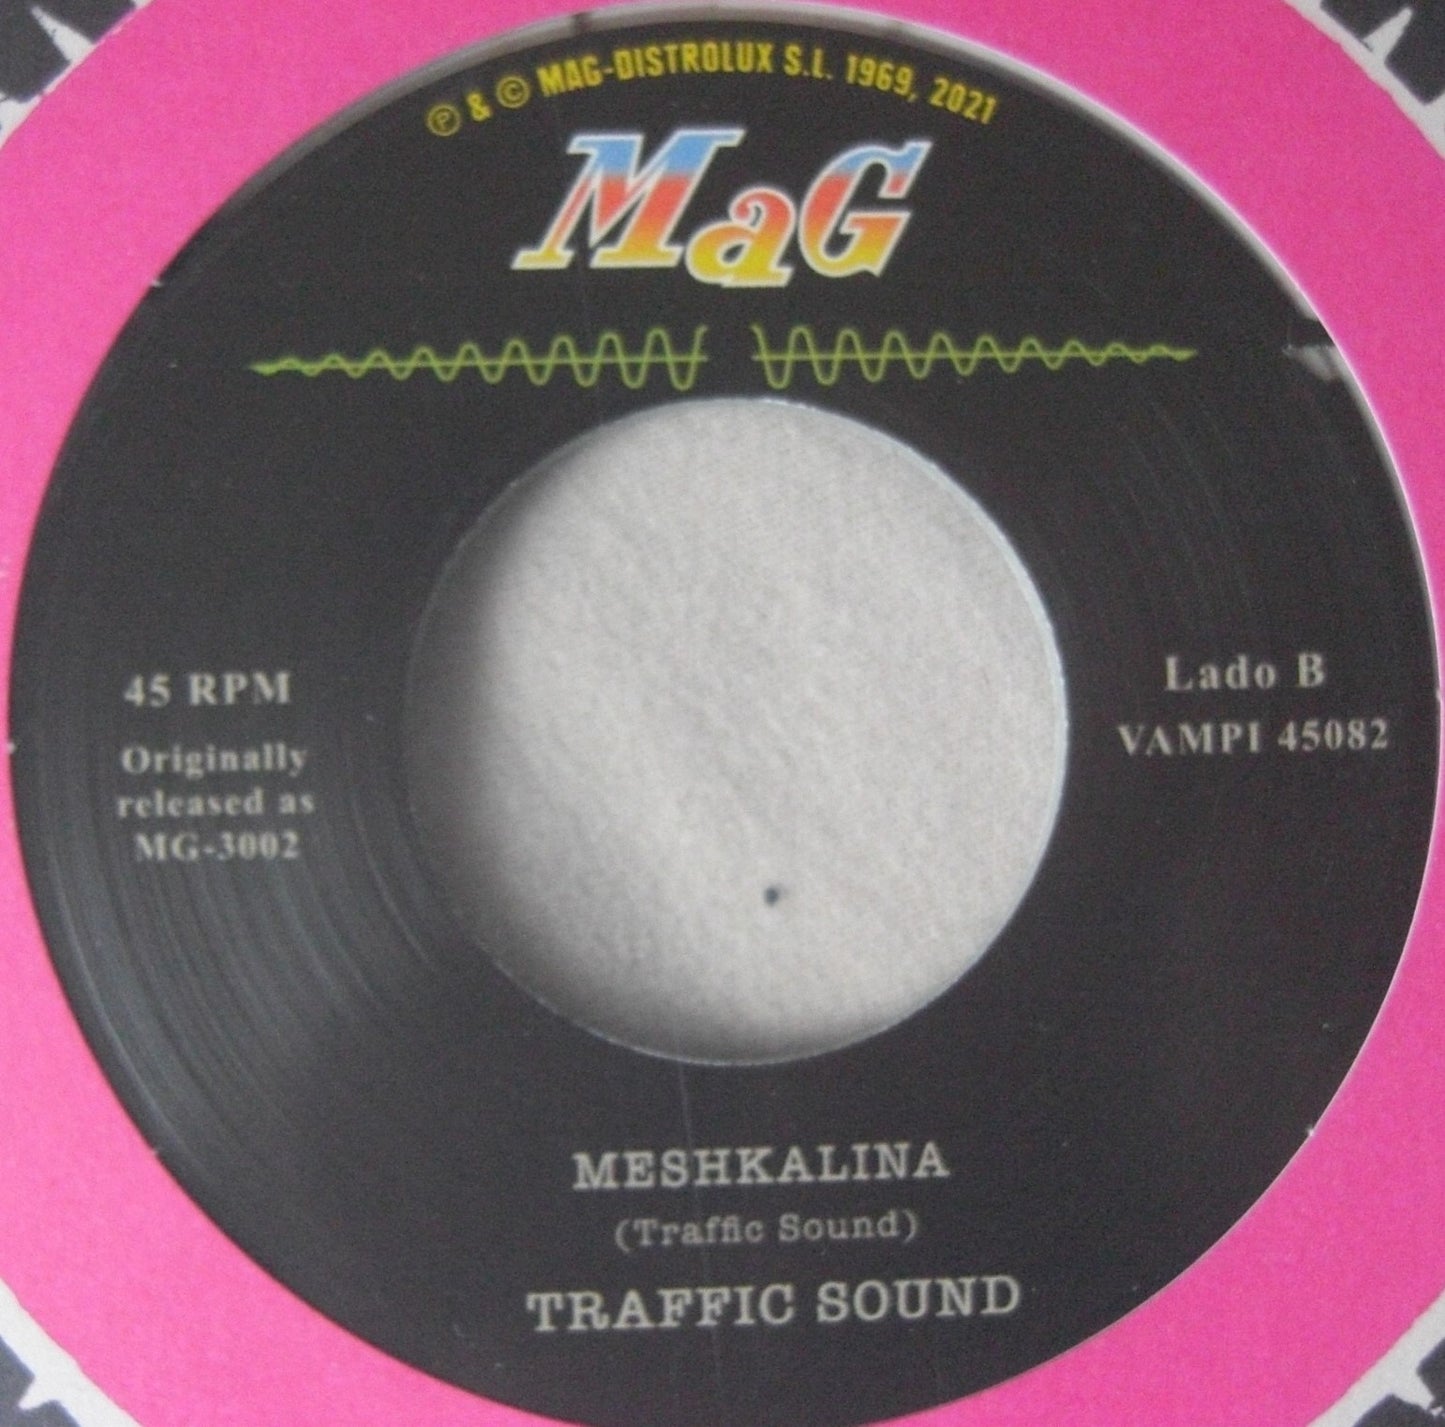 ℗ & © MAG-DISTROLUX S.L. 1969, 2021
MaG
45 RPM
Originally
released as
MG-3002
Lado B
VAMPI 45082
MESHKALINA
(Traffic Sound)
TRAFFIC SOUND